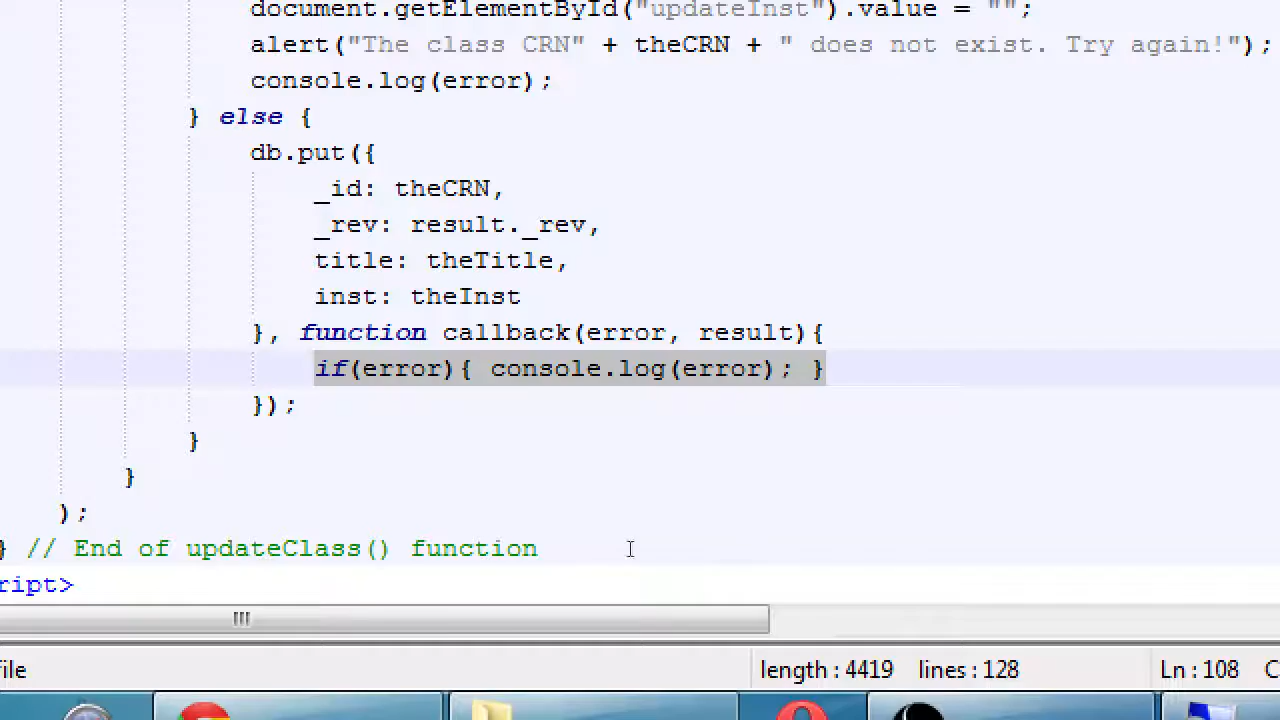 document.getElementById("updateInst").value = "";
alert("The class CRN" + theCRN + " does not exist. Try again!");
console.log(error);
} else {
db.put({
_id: theCRN,
_rev: result._rev,
title: theTitle,
inst: theInst
}, function callback(error, result){
if(error){ console.log(error); }
});
}
}
);
} // End of updateClass() function
ript>
file length : 4419 lines : 128 Ln : 108 C